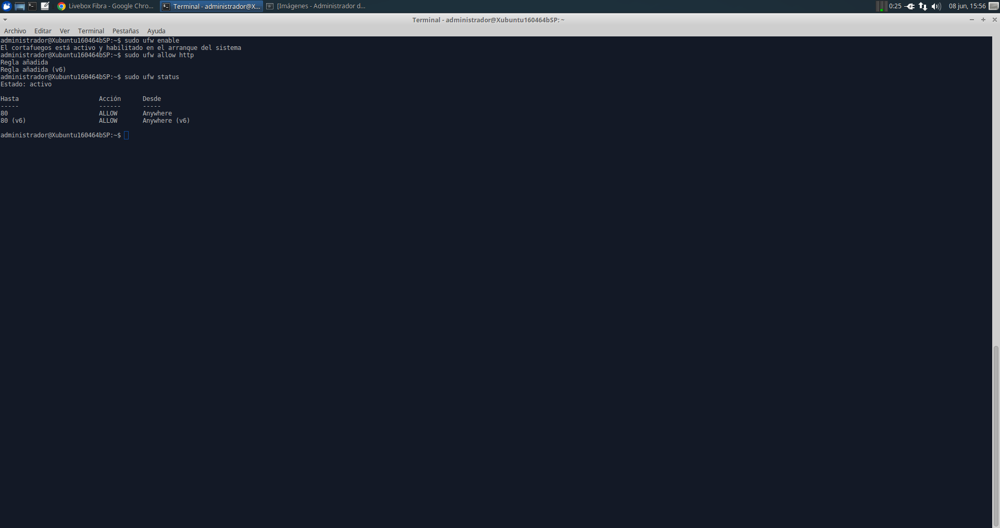 Livebox Fibra - Google Chro...
Terminal - administrador@X...
[Imágenes - Administrador d...
0:25
08 jun, 15:56
Terminal - administrador@Xubuntu160464bSP: ~
Archivo Editar Ver Terminal Pestañas Ayuda
administrador@Xubuntu160464bSP:~$ sudo ufw enable
El cortafuegos está activo y habilitado en el arranque del sistema
administrador@Xubuntu160464bSP:~$ sudo ufw allow http
Regla añadida
Regla añadida (v6)
administrador@Xubuntu160464bSP:~$ sudo ufw status
Estado: activo
Hasta Acción Desde
----- ------ -----
80 ALLOW Anywhere
80 (v6) ALLOW Anywhere (v6)
administrador@Xubuntu160464bSP:~$